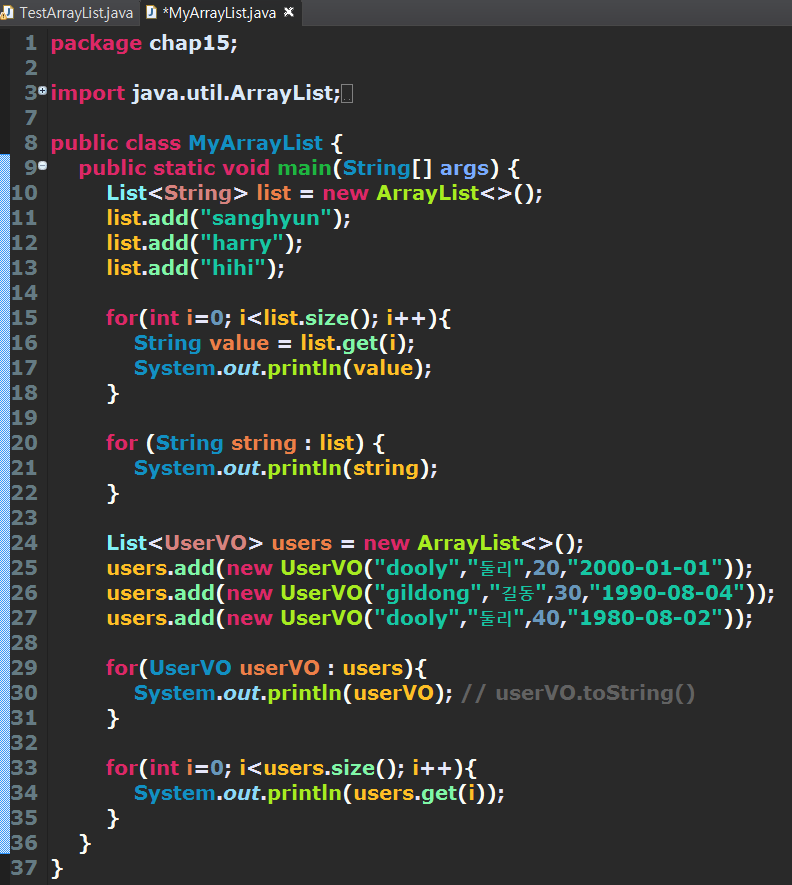 TestArrayList.java *MyArrayList.java
1 package chap15;
2
3 import java.util.ArrayList;
7
8 public class MyArrayList {
9 public static void main(String[] args) {
10 List<String> list = new ArrayList<>();
11 list.add("sanghyun");
12 list.add("harry");
13 list.add("hihi");
14
15 for(int i=0; i<list.size(); i++){
16 String value = list.get(i);
17 System.out.println(value);
18 }
19
20 for (String string : list) {
21 System.out.println(string);
22 }
23
24 List<UserVO> users = new ArrayList<>();
25 users.add(new UserVO("dooly","둘리",20,"2000-01-01"));
26 users.add(new UserVO("gildong","길동",30,"1990-08-04"));
27 users.add(new UserVO("dooly","둘리",40,"1980-08-02"));
28
29 for(UserVO userVO : users){
30 System.out.println(userVO); // userVO.toString()
31 }
32
33 for(int i=0; i<users.size(); i++){
34 System.out.println(users.get(i));
35 }
36 }
37 }